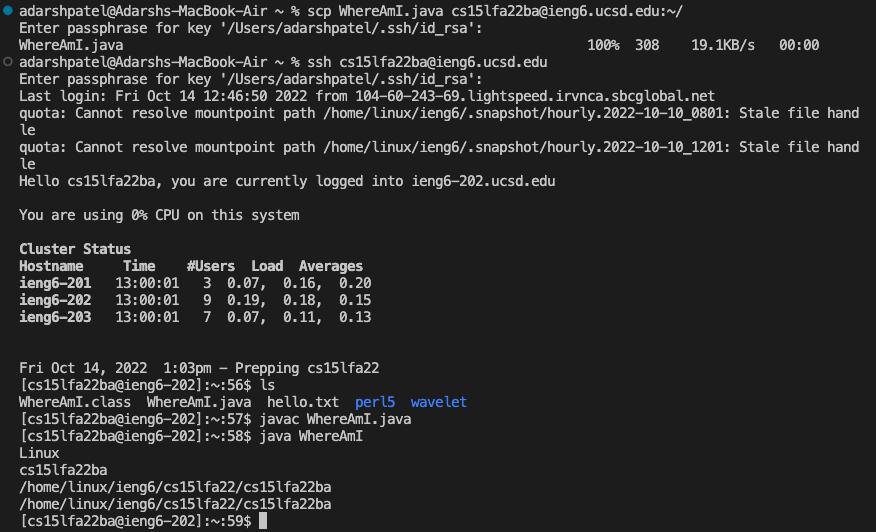 adarshpatel@Adarshs-MacBook-Air ~ % scp WhereAmI.java cs15lfa22ba@ieng6.ucsd.edu:~/
Enter passphrase for key '/Users/adarshpatel/.ssh/id_rsa':
WhereAmI.java 100% 308 19.1KB/s 00:00
adarshpatel@Adarshs-MacBook-Air ~ % ssh cs15lfa22ba@ieng6.ucsd.edu
Enter passphrase for key '/Users/adarshpatel/.ssh/id_rsa':
Last login: Fri Oct 14 12:46:50 2022 from 104-60-243-69.lightspeed.irvnca.sbcglobal.net
quota: Cannot resolve mountpoint path /home/linux/ieng6/.snapshot/hourly.2022-10-10_0801: Stale file hand
le
quota: Cannot resolve mountpoint path /home/linux/ieng6/.snapshot/hourly.2022-10-10_1201: Stale file hand
le
Hello cs15lfa22ba, you are currently logged into ieng6-202.ucsd.edu
You are using 0% CPU on this system
Cluster Status
Hostname Time #Users Load Averages
ieng6-201 13:00:01 3 0.07, 0.16, 0.20
ieng6-202 13:00:01 9 0.19, 0.18, 0.15
ieng6-203 13:00:01 7 0.07, 0.11, 0.13
Fri Oct 14, 2022 1:03pm - Prepping cs15lfa22
[cs15lfa22ba@ieng6-202]:~:56$ ls
WhereAmI.class WhereAmI.java hello.txt perl5 wavelet
[cs15lfa22ba@ieng6-202]:~:57$ javac WhereAmI.java
[cs15lfa22ba@ieng6-202]:~:58$ java WhereAmI
Linux
cs15lfa22ba
/home/linux/ieng6/cs15lfa22/cs15lfa22ba
/home/linux/ieng6/cs15lfa22/cs15lfa22ba
[cs15lfa22ba@ieng6-202]:~:59$